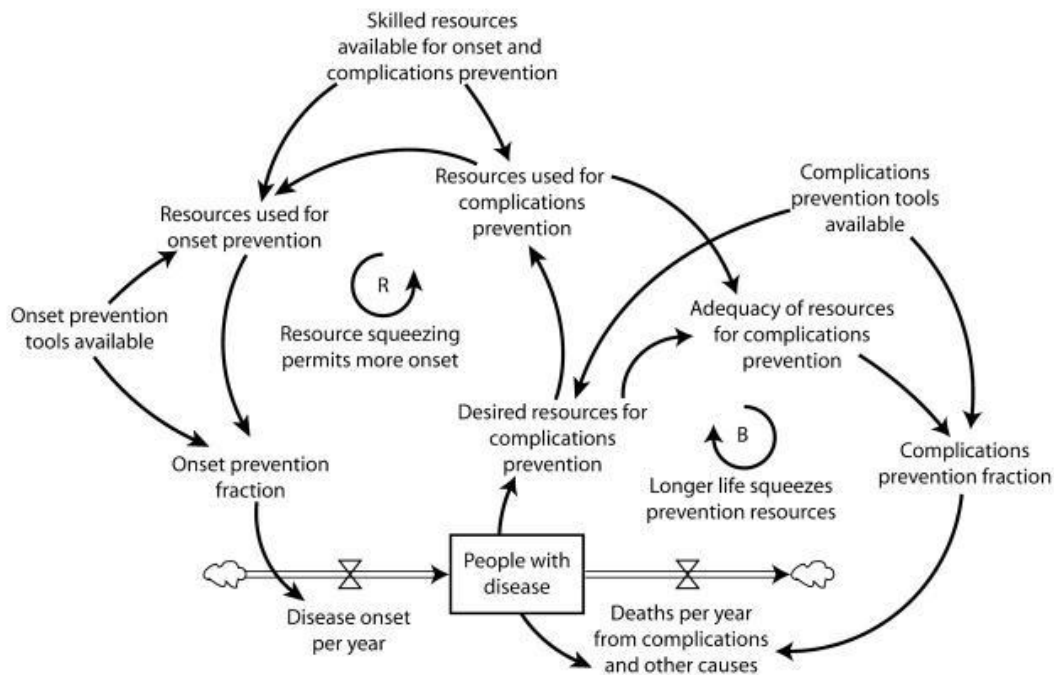 Skilled resources
available for onset and
complications prevention
Resources used for
complications
prevention
Complications
prevention tools
available
Resources used for
onset prevention
R
Resource squeezing
permits more onset
Onset prevention
tools available
Adequacy of resources
for complications
prevention
Desired resources for
complications
prevention
B
Longer life squeezes
prevention resources
Complications
prevention fraction
Onset prevention
fraction
People with
disease
Disease onset
per year
Deaths per year
from complications
and other causes